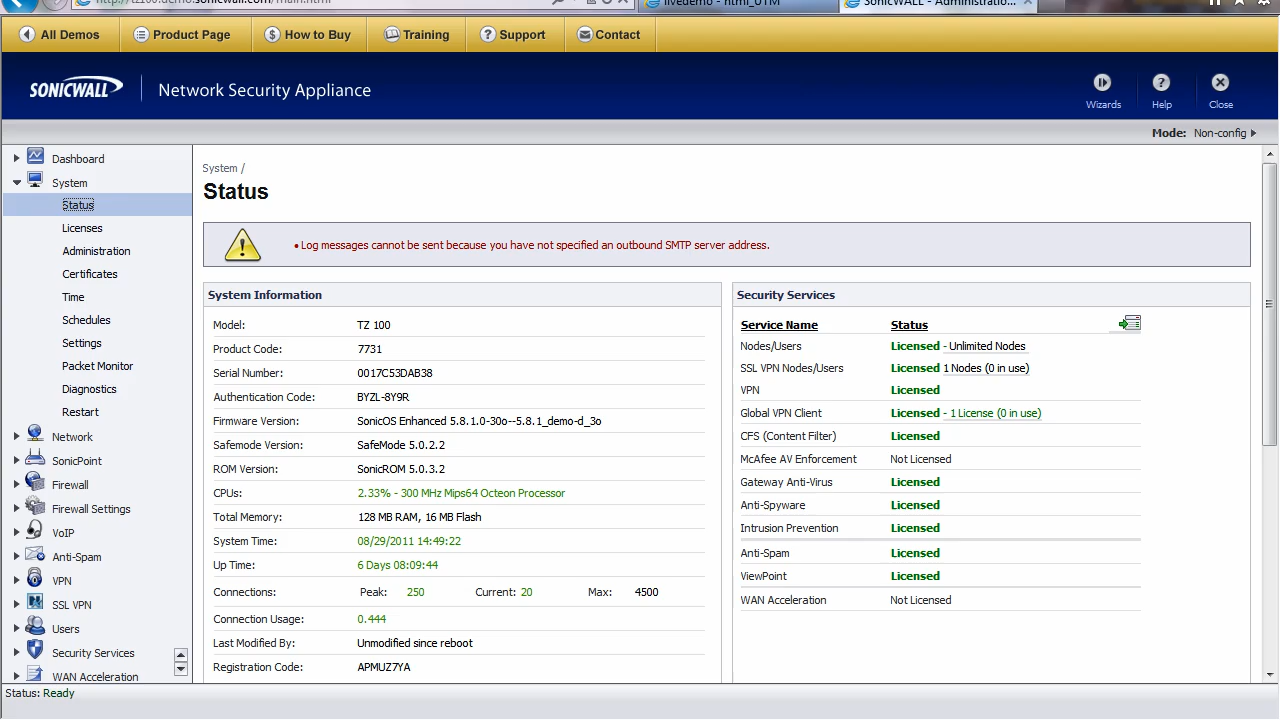 http://tz100.demo.sonicwall.com/main.html
livedemo - html_UTM
SonicWALL - Administratio...
All Demos
Product Page
How to Buy
Training
Support
Contact
SONICWALL
Network Security Appliance
Wizards
Help
Close
Mode: Non-config
Dashboard
System
Status
Licenses
Administration
Certificates
Time
Schedules
Settings
Packet Monitor
Diagnostics
Restart
Network
SonicPoint
Firewall
Firewall Settings
VoIP
Anti-Spam
VPN
SSL VPN
Users
Security Services
WAN Acceleration
System /
Status
• Log messages cannot be sent because you have not specified an outbound SMTP server address.
System Information
Model: TZ 100
Product Code: 7731
Serial Number: 0017C53DAB38
Authentication Code: BYZL-8Y9R
Firmware Version: SonicOS Enhanced 5.8.1.0-30o--5.8.1_demo-d_3o
Safemode Version: SafeMode 5.0.2.2
ROM Version: SonicROM 5.0.3.2
CPUs: 2.33% - 300 MHz Mips64 Octeon Processor
Total Memory: 128 MB RAM, 16 MB Flash
System Time: 08/29/2011 14:49:22
Up Time: 6 Days 08:09:44
Connections: Peak: 250 Current: 20 Max: 4500
Connection Usage: 0.444
Last Modified By: Unmodified since reboot
Registration Code: APMUZ7YA
Security Services
Service Name Status
Nodes/Users Licensed - Unlimited Nodes
SSL VPN Nodes/Users Licensed 1 Nodes (0 in use)
VPN Licensed
Global VPN Client Licensed - 1 License (0 in use)
CFS (Content Filter) Licensed
McAfee AV Enforcement Not Licensed
Gateway Anti-Virus Licensed
Anti-Spyware Licensed
Intrusion Prevention Licensed
Anti-Spam Licensed
ViewPoint Licensed
WAN Acceleration Not Licensed
Status: Ready